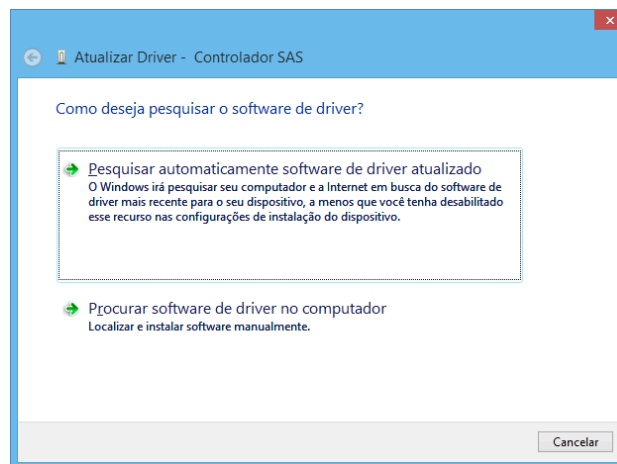 Atualizar Driver - Controlador SAS
Como deseja pesquisar o software de driver?
Pesquisar automaticamente software de driver atualizado
O Windows irá pesquisar seu computador e a Internet em busca do software de
driver mais recente para o seu dispositivo, a menos que você tenha desabilitado
esse recurso nas configurações de instalação do dispositivo.
Procurar software de driver no computador
Localizar e instalar software manualmente.
Cancelar